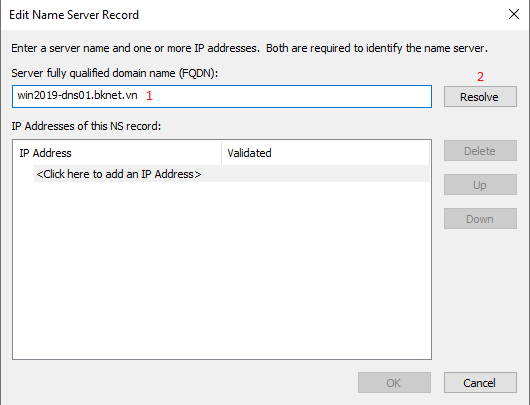 Edit Name Server Record
Enter a server name and one or more IP addresses. Both are required to identify the name server.
Server fully qualified domain name (FQDN):
2
win2019-dns01.bknet.vn 1
Resolve
IP Addresses of this NS record:
IP Address Validated
Delete
<Click here to add an IP Address>
Up
Down
OK Cancel